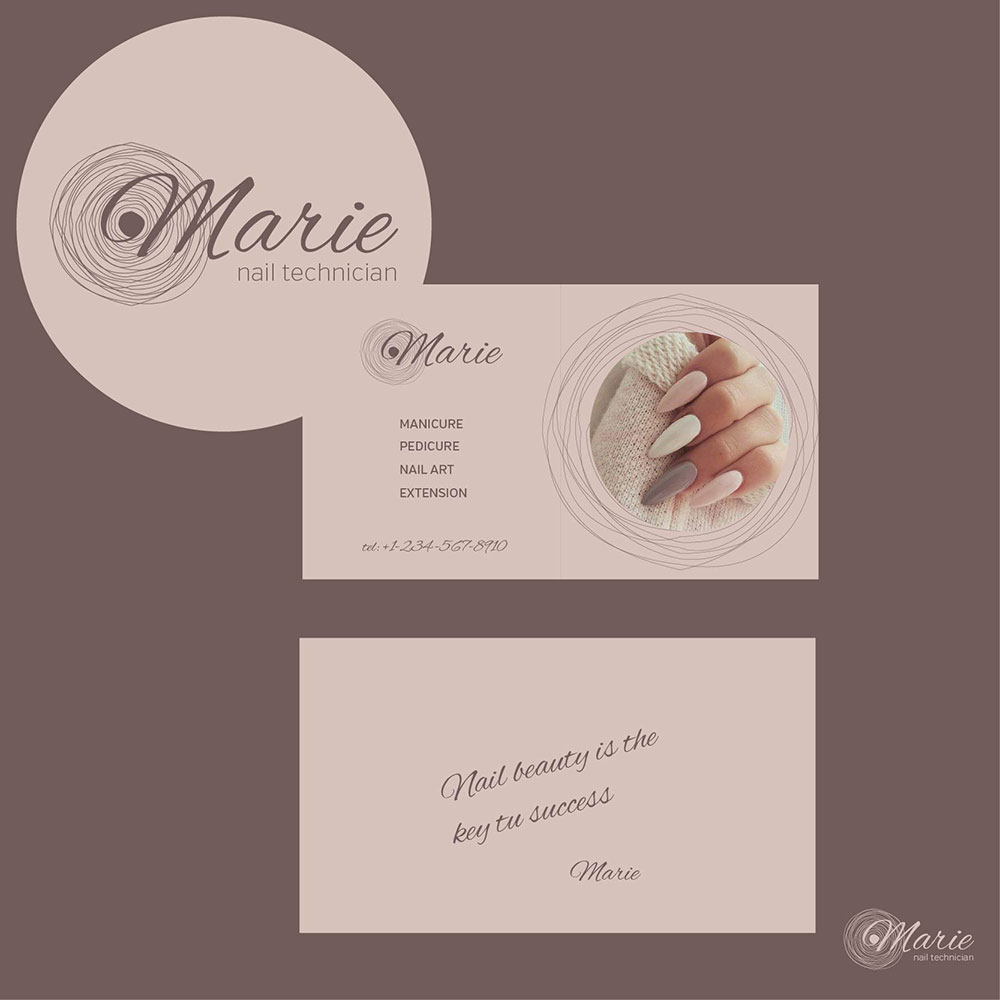 Marie
nail technician
Marie
MANICURE
PEDICURE
NAIL ART
EXTENSION
tel: +1-234-567-8910
Nail beauty is the
key tu success
Marie
Marie
nail technician